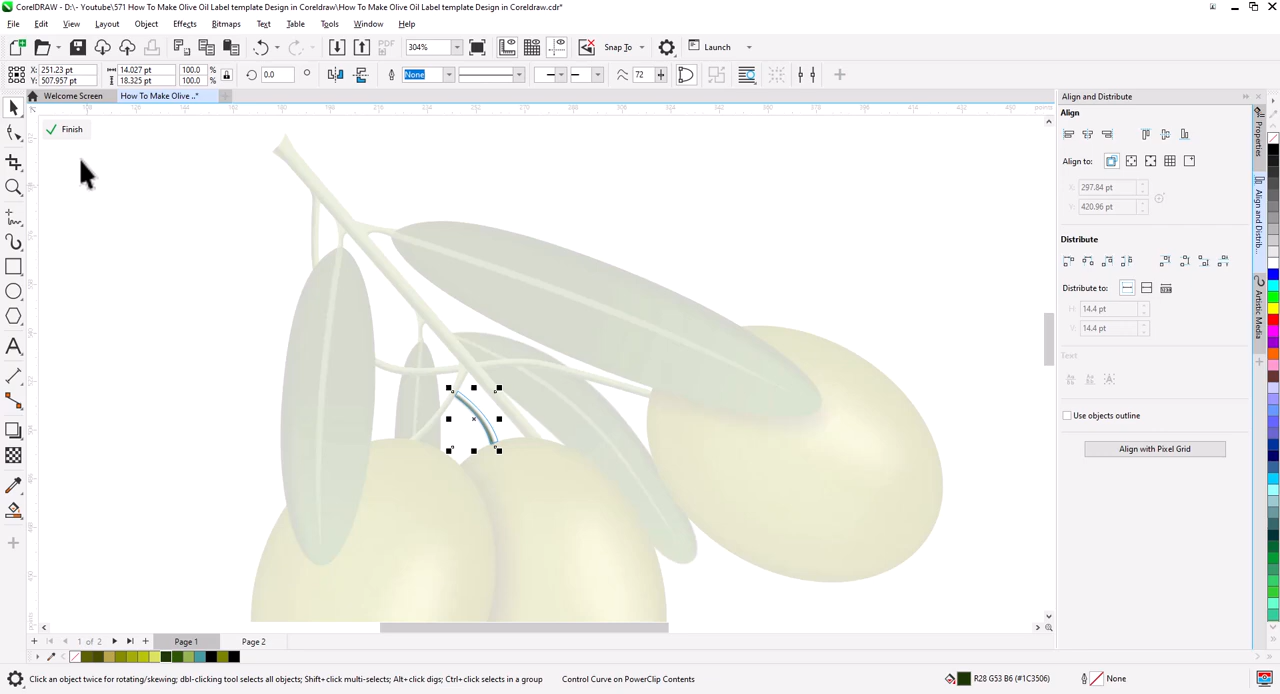 CorelDRAW - D:\- Youtube\571 How To Make Olive Oil Label tamplate Design in Coreldraw\How To Make Olive Oil Label tamplate Design in Coreldraw.cdr*
File Edit View Layout Object Effects Bitmaps Text Table Tools Window Help
PDF 304% Snap To Launch
X: 251.23 pt 14.027 pt 100.0 % 0.0 None 72
Y: 507.957 pt 18.325 pt 100.0 %
Welcome Screen How To Make Olive ..*
Finish
Align and Distribute
Align
Align to:
X: 297.84 pt
Y: 420.96 pt
Distribute
Distribute to:
H: 14.4 pt
V: 14.4 pt
Text
Use objects outline
Align with Pixel Grid
Properties
Align and Distrib...
Artistic Media
1 of 2 Page 1 Page 2
Click an object twice for rotating/skewing; dbl-clicking tool selects all objects; Shift+click multi-selects; Alt+click digs; Ctrl+click selects in a group Control Curve on PowerClip Contents R28 G53 B6 (#1C3506) None